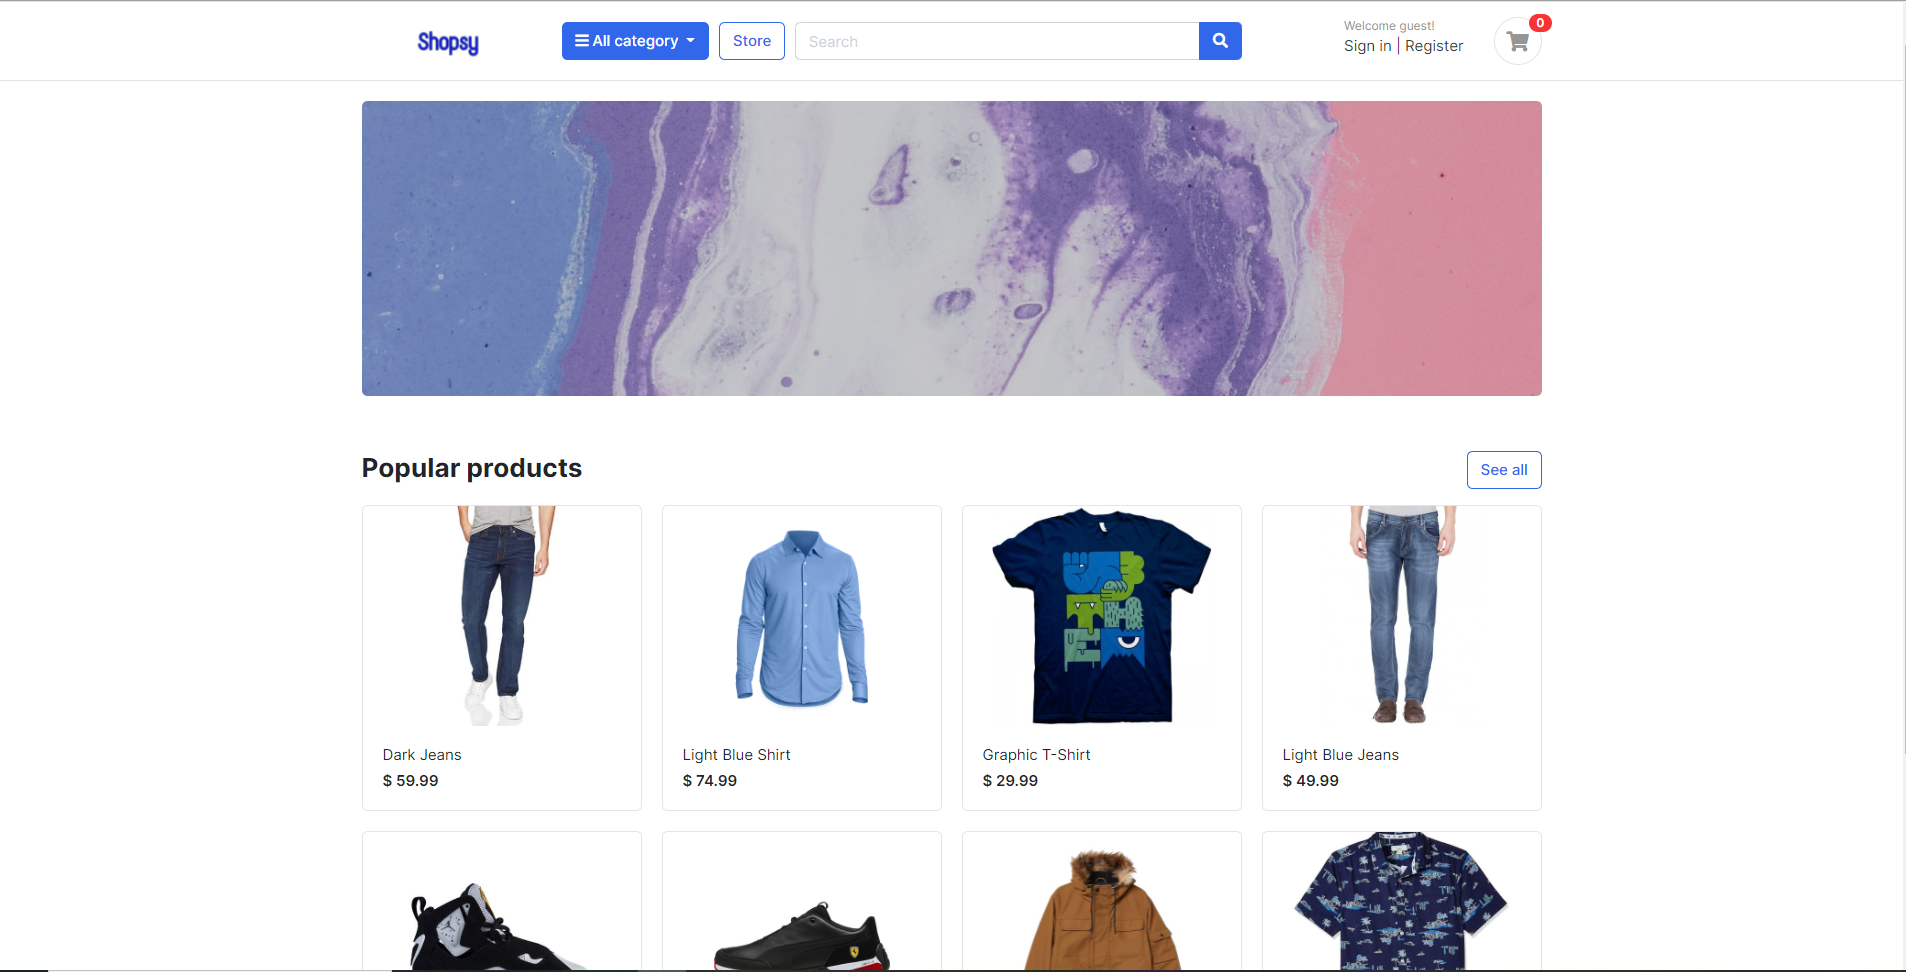 Shopsy
All category
Store
Search
Welcome guest!
Sign in | Register
0
Popular products
See all
Dark Jeans
$ 59.99
Light Blue Shirt
$ 74.99
Graphic T-Shirt
$ 29.99
Light Blue Jeans
$ 49.99